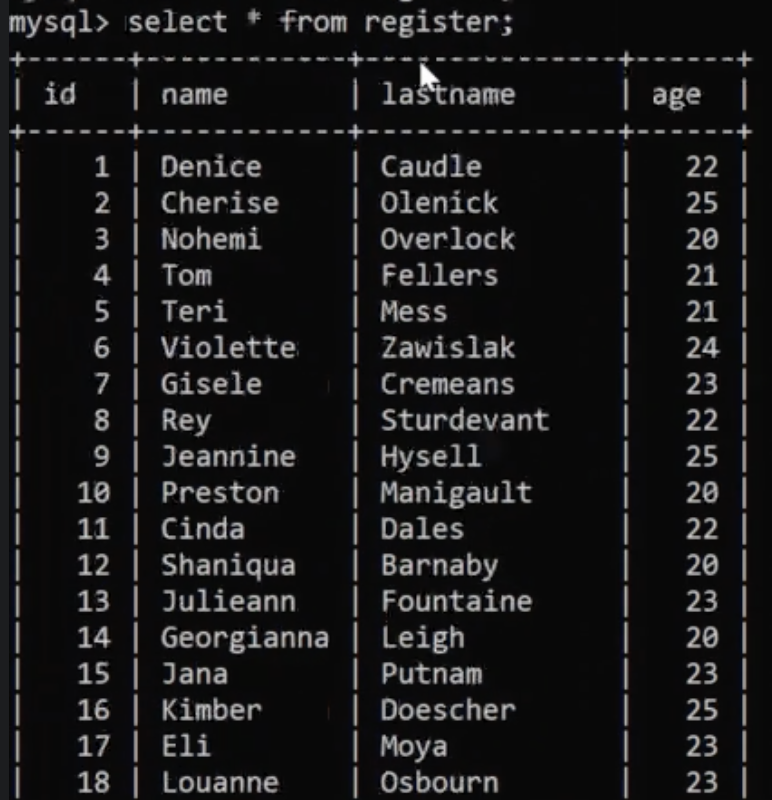 mysql> select * from register;
+------+-----------+--------------+------+
| id | name | lastname | age |
+------+-----------+--------------+------+
| 1 | Denice | Caudle | 22 |
| 2 | Cherise | Olenick | 25 |
| 3 | Nohemi | Overlock | 20 |
| 4 | Tom | Fellers | 21 |
| 5 | Teri | Mess | 21 |
| 6 | Violette | Zawislak | 24 |
| 7 | Gisele | Cremeans | 23 |
| 8 | Rey | Sturdevant | 22 |
| 9 | Jeannine | Hysell | 25 |
| 10 | Preston | Manigault | 20 |
| 11 | Cinda | Dales | 22 |
| 12 | Shaniqua | Barnaby | 20 |
| 13 | Julieann | Fountaine | 23 |
| 14 | Georgianna | Leigh | 20 |
| 15 | Jana | Putnam | 23 |
| 16 | Kimber | Doescher | 25 |
| 17 | Eli | Moya | 23 |
| 18 | Louanne | Osbourn | 23 |